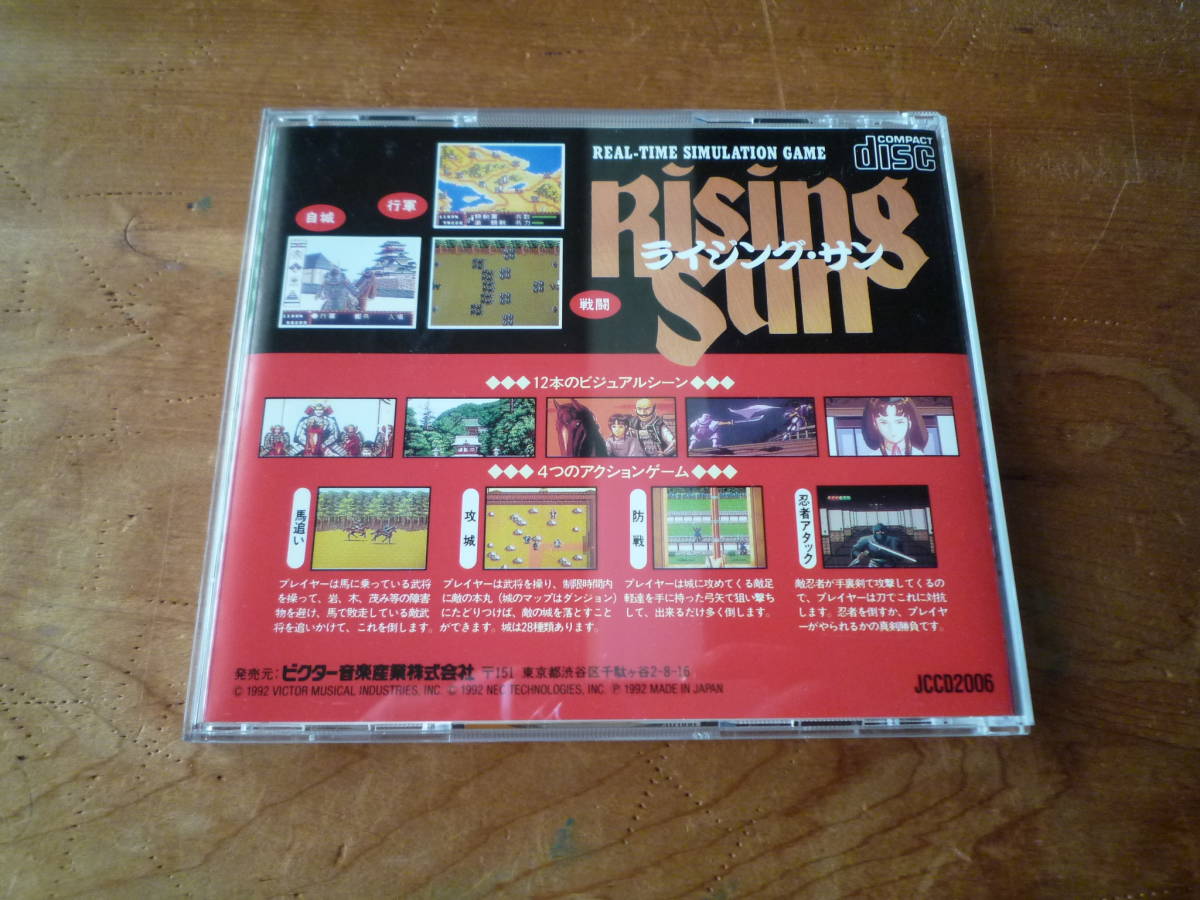 REAL-TIME SIMULATION GAME
COMPACT
disc
Rising
ライジング・サン
Sun
行軍
自城
戦闘
◆◆◆12本のビジュアルシーン◆◆◆
◆◆◆4つのアクションゲーム◆◆◆
馬追い
プレイヤーは馬に乗っている武将
を操って、岩、木、茂み等の障害
物を避け、馬で敗走している敵武
将を追いかけて、これを倒します。
攻城
プレイヤーは武将を操り、制限時間内
に敵の本丸(城のマップはダンジョン)
にたどりつけば、敵の城を落とすこと
ができます。城は28種類あります。
防戦
プレイヤーは城に攻めてくる敵足
軽達を手に持った弓矢で狙い撃ち
して、出来るだけ多く倒します。
忍者アタック
敵忍者が手裏剣で攻撃してくるの
で、プレイヤーは刀でこれに対抗
します。忍者を倒すか、プレイヤ
ーがやられるかの真剣勝負です。
発売元:ビクター音楽産業株式会社 〒151 東京都渋谷区千駄ヶ谷2-8-16
© 1992 VICTOR MUSICAL INDUSTRIES, INC. © 1992 NEC TECHNOLOGIES, INC. Ⓟ 1992 MADE IN JAPAN
JCCD2006